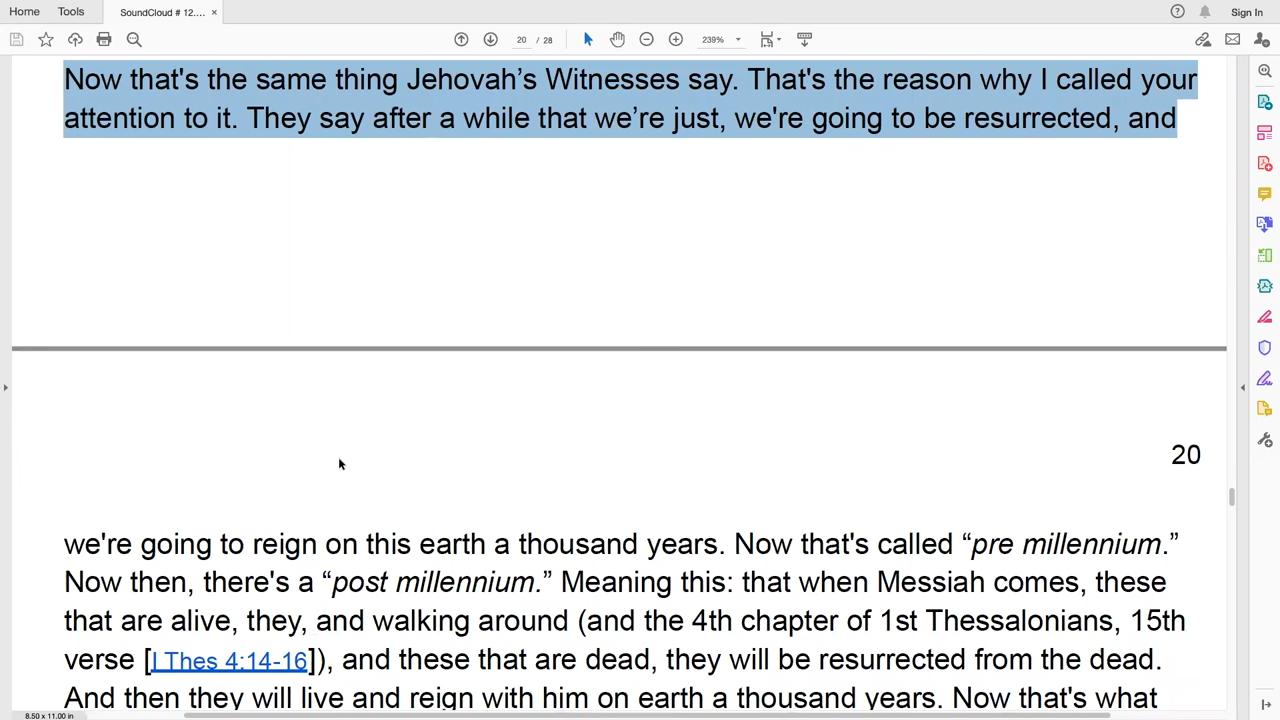 Home Tools SoundCloud # 12.... × Sign In
20 / 28 239%
Now that's the same thing Jehovah’s Witnesses say. That's the reason why I called your
attention to it. They say after a while that we’re just, we're going to be resurrected, and
20
we're going to reign on this earth a thousand years. Now that's called “pre millennium.”
Now then, there's a “post millennium.” Meaning this: that when Messiah comes, these
that are alive, they, and walking around (and the 4th chapter of 1st Thessalonians, 15th
verse [I Thes 4:14-16]), and these that are dead, they will be resurrected from the dead.
And then they will live and reign with him on earth a thousand years. Now that's what
8.50 x 11.00 in